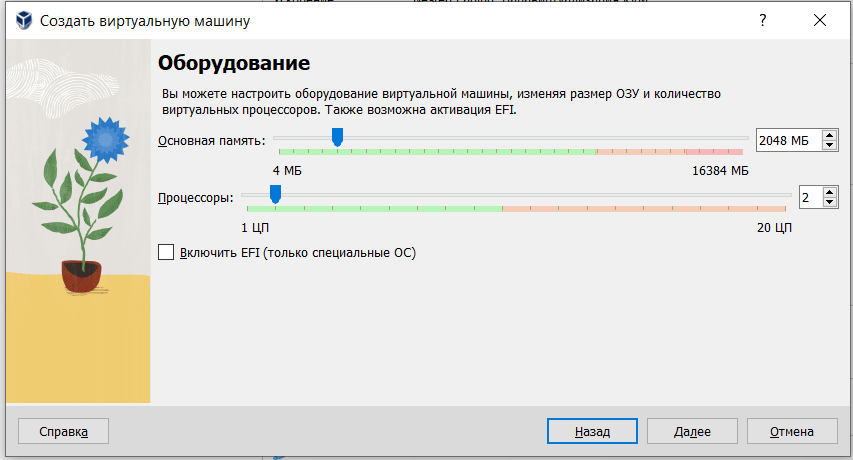 Создать виртуальную машину
Оборудование
Вы можете настроить оборудование виртуальной машины, изменяя размер ОЗУ и количество
виртуальных процессоров. Также возможна активация EFI.
Основная память:
2048 МБ
4 МБ
16384 МБ
Процессоры:
2
1 ЦП
20 ЦП
Включить EFI (только специальные ОС)
Справка
Назад
Далее
Отмена